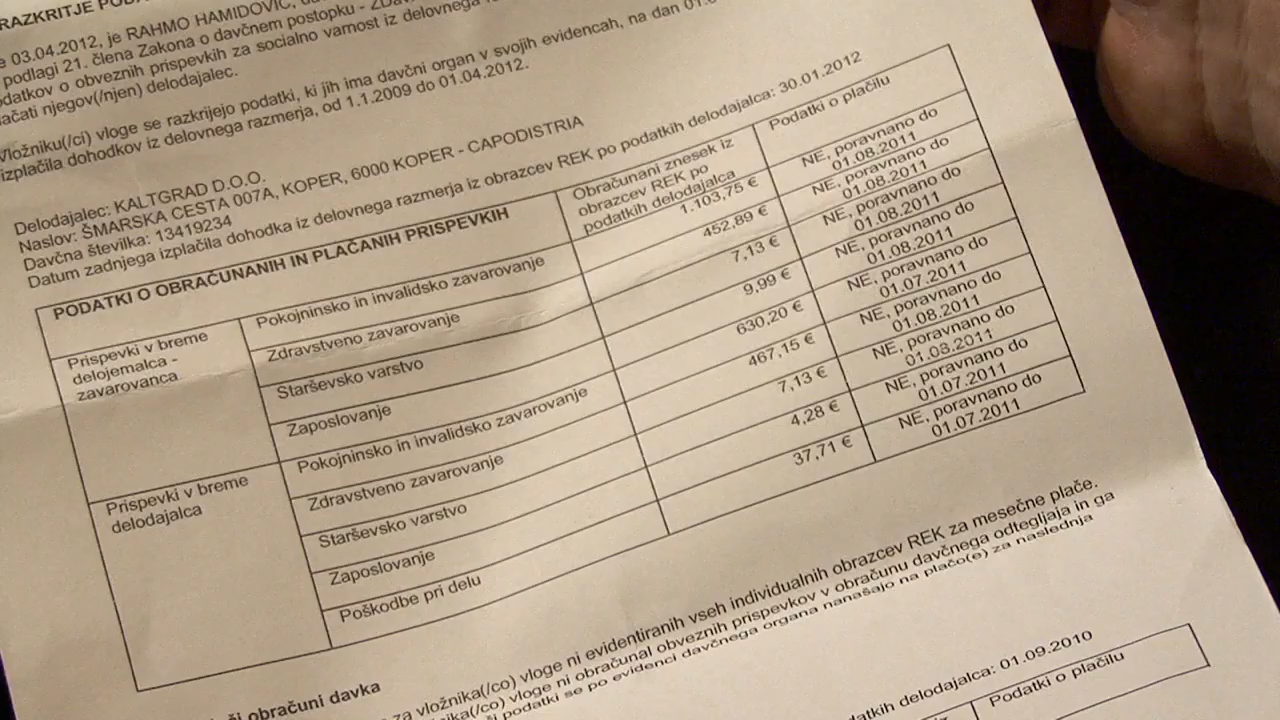 RAZKRITJE
03.04.2012, je RAHMO HAMIDOVIĆ,
podlagi 21. člena Zakona o davčnem postopku -
datkov o obveznih prispevkih za socialno varnost iz delovnega
ačati njegov(/njen) delodajalec.
Vložniku(/ci) vloge se razkrijejo podatki, ki jih ima davčni organ v svojih evidencah, na dan
izplačila dohodkov iz delovnega razmerja, od 1.1.2009 do 01.04.2012.
Delodajalec: KALTGRAD D.O.O.
Naslov: ŠMARSKA CESTA 007A, KOPER, 6000 KOPER - CAPODISTRIA
Davčna številka: 13419234
Datum zadnjega izplačila dohodka iz delovnega razmerja iz obrazcev REK po podatkih delodajalca: 30.01.2012
PODATKI O OBRAČUNANIH IN PLAČANIH PRISPEVKIH
Obračunani znesek iz
obrazcev REK po
podatkih delodajalca
Podatki o plačilu
Prispevki v breme
delojemalca -
zavarovanca
Pokojninsko in invalidsko zavarovanje
1.103,75 €
NE, poravnano do
01.08.2011
Zdravstveno zavarovanje
452,89 €
NE, poravnano do
01.08.2011
Starševsko varstvo
7,13 €
NE, poravnano do
01.08.2011
Zaposlovanje
9,99 €
NE, poravnano do
01.08.2011
Prispevki v breme
delodajalca
Pokojninsko in invalidsko zavarovanje
630,20 €
NE, poravnano do
01.07.2011
Zdravstveno zavarovanje
467,15 €
NE, poravnano do
01.08.2011
Starševsko varstvo
7,13 €
NE, poravnano do
01.08.2011
Zaposlovanje
4,28 €
NE, poravnano do
01.07.2011
Poškodbe pri delu
37,71 €
NE, poravnano do
01.07.2011
za vložnika(/co) vloge ni evidentiranih vseh individualnih obrazcev REK za mesečne plače.
nika(/co) vloge ni obračunal obveznih prispevkov v obračunu davčnega odtegljaja in ga
podatki se po evidenci davčnega organa nanašajo na plačo(e) za naslednja
obračuni davka
datkih delodajalca: 01.09.2010
Podatki o plačilu